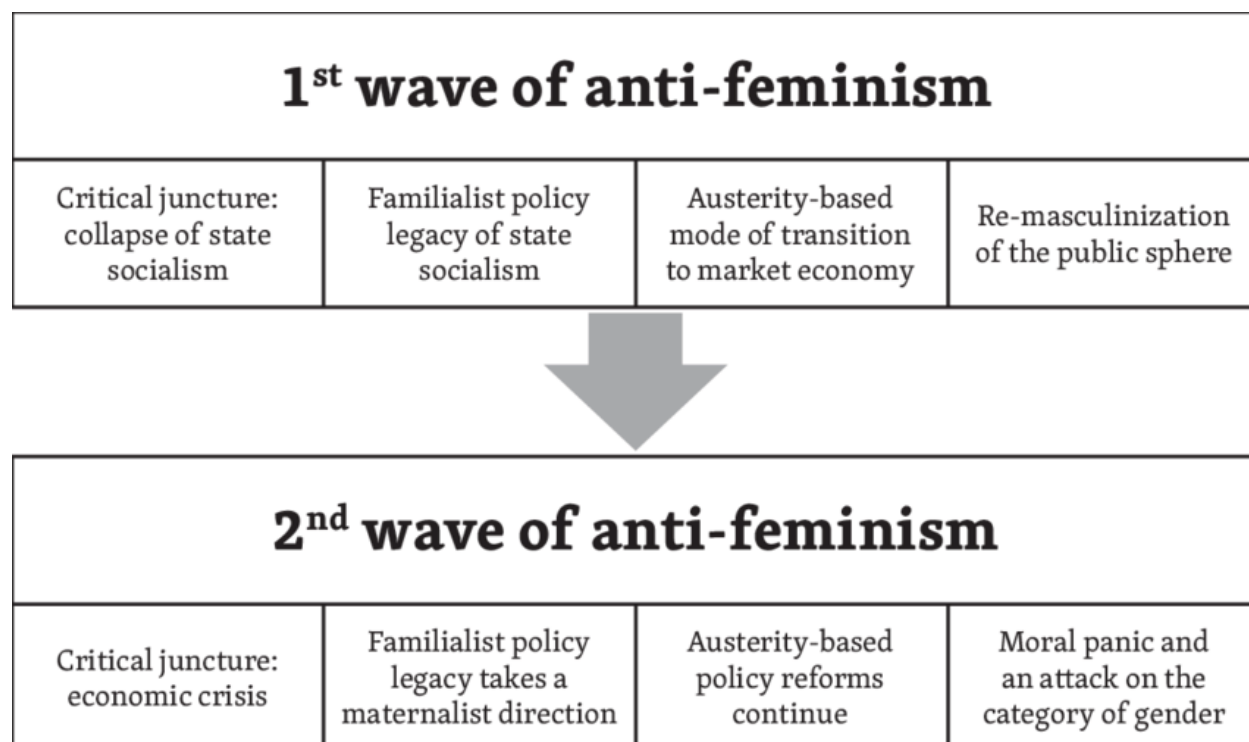 1st wave of anti-feminism
Critical juncture:
collapse of state
socialism
Familialist policy
legacy of state
socialism
Austerity-based
mode of transition
to market economy
Re-masculinization
of the public sphere
2nd wave of anti-feminism
Critical juncture:
economic crisis
Familialist policy
legacy takes a
maternalist direction
Austerity-based
policy reforms
continue
Moral panic and
an attack on the
category of gender